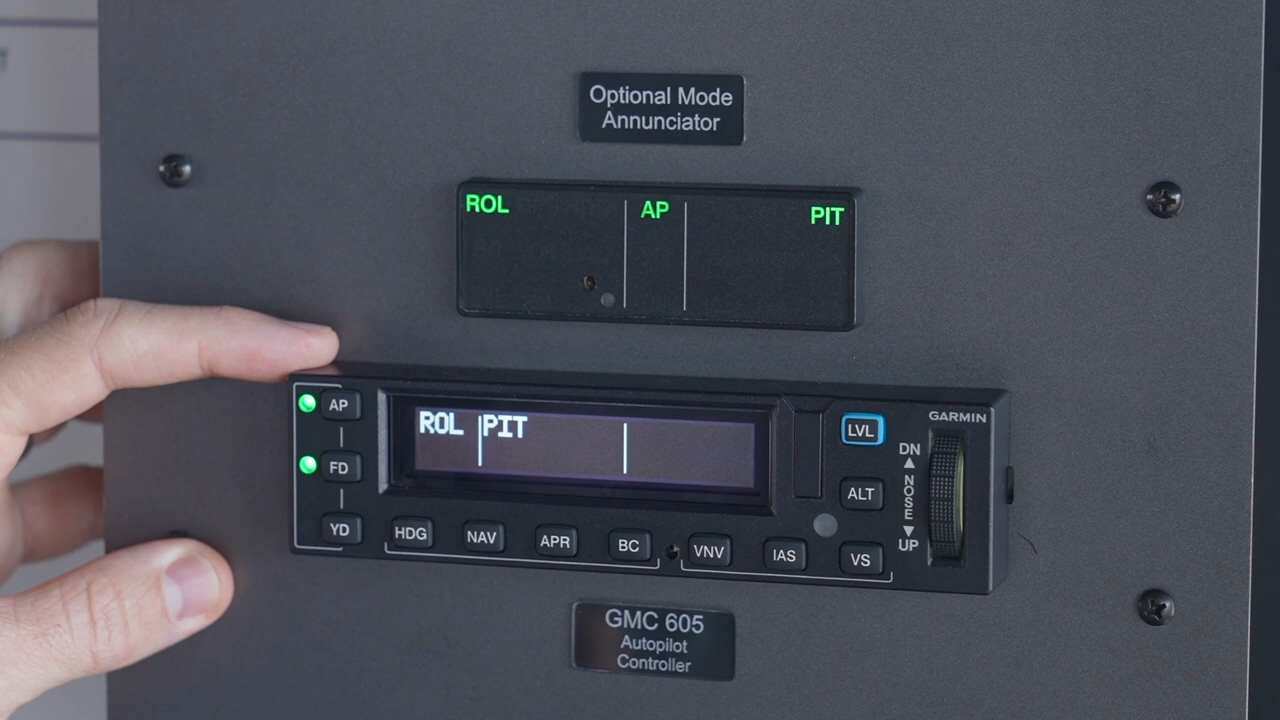 Optional Mode
Annunciator
ROL AP PIT
GARMIN
AP
ROL PIT
LVL
DN
FD
ALT
NOSE
YD
HDG NAV APR BC VNV IAS VS
UP
GMC 605
Autopilot
Controller